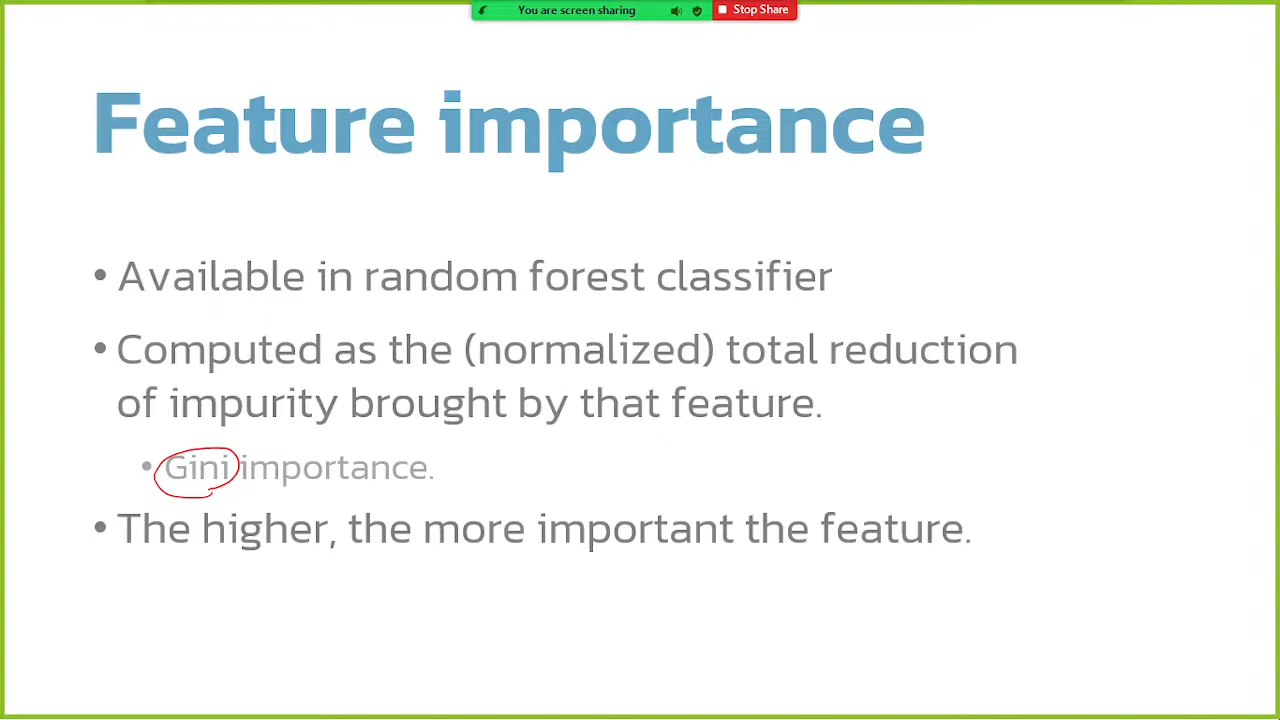 You are screen sharing
Stop Share
Feature importance
• Available in random forest classifier
• Computed as the (normalized) total reduction
of impurity brought by that feature.
• Gini importance.
• The higher, the more important the feature.